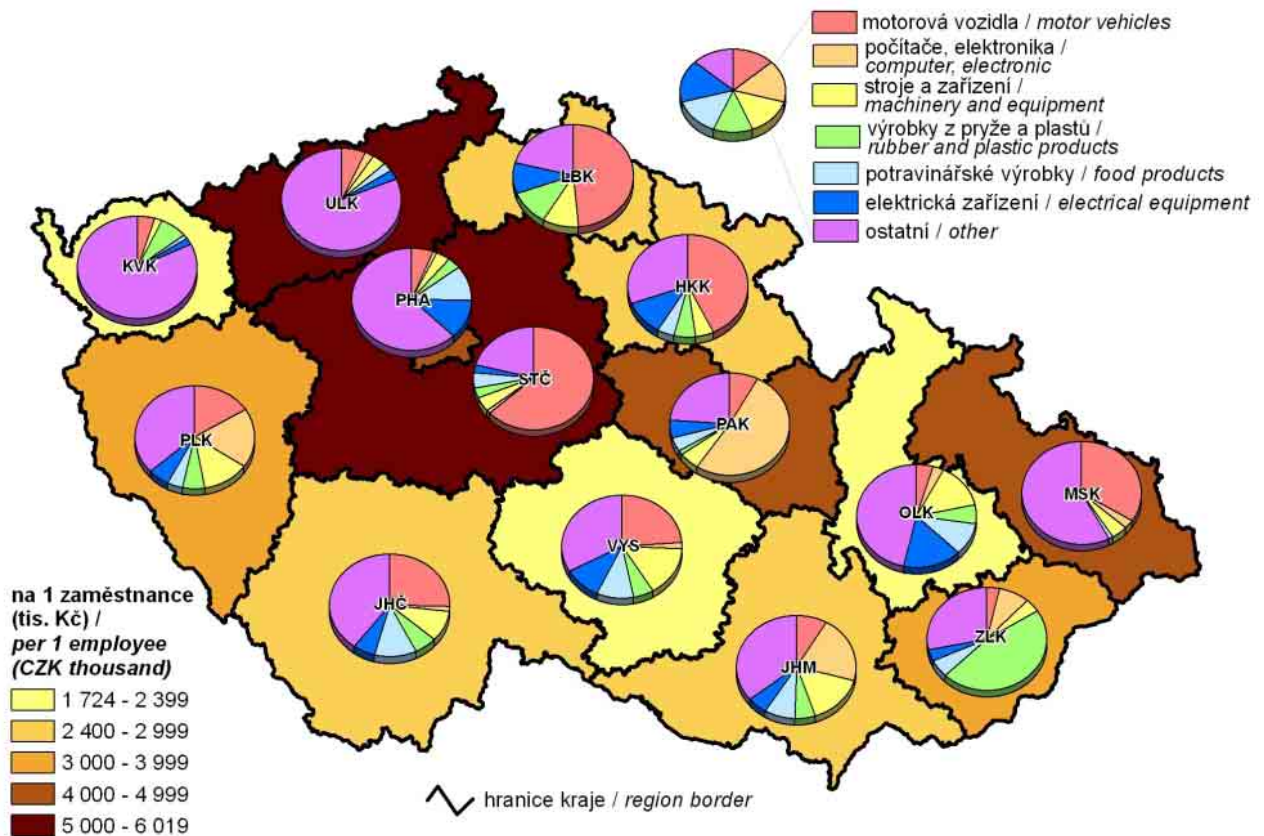 motorová vozidla / motor vehicles
počítače, elektronika /
computer, electronic
stroje a zařízení /
machinery and equipment
výrobky z pryže a plastů /
rubber and plastic products
potravinářské výrobky / food products
elektrická zařízení / electrical equipment
ostatní / other
LBK
ULK
KVK
HKK
PHA
STČ
PAK
PLK
MSK
OLK
VYS
JHČ
ZLK
JHM
na 1 zaměstnance
(tis. Kč) /
per 1 employee
(CZK thousand)
1 724 - 2 399
2 400 - 2 999
3 000 - 3 999
4 000 - 4 999
5 000 - 6 019
hranice kraje / region border